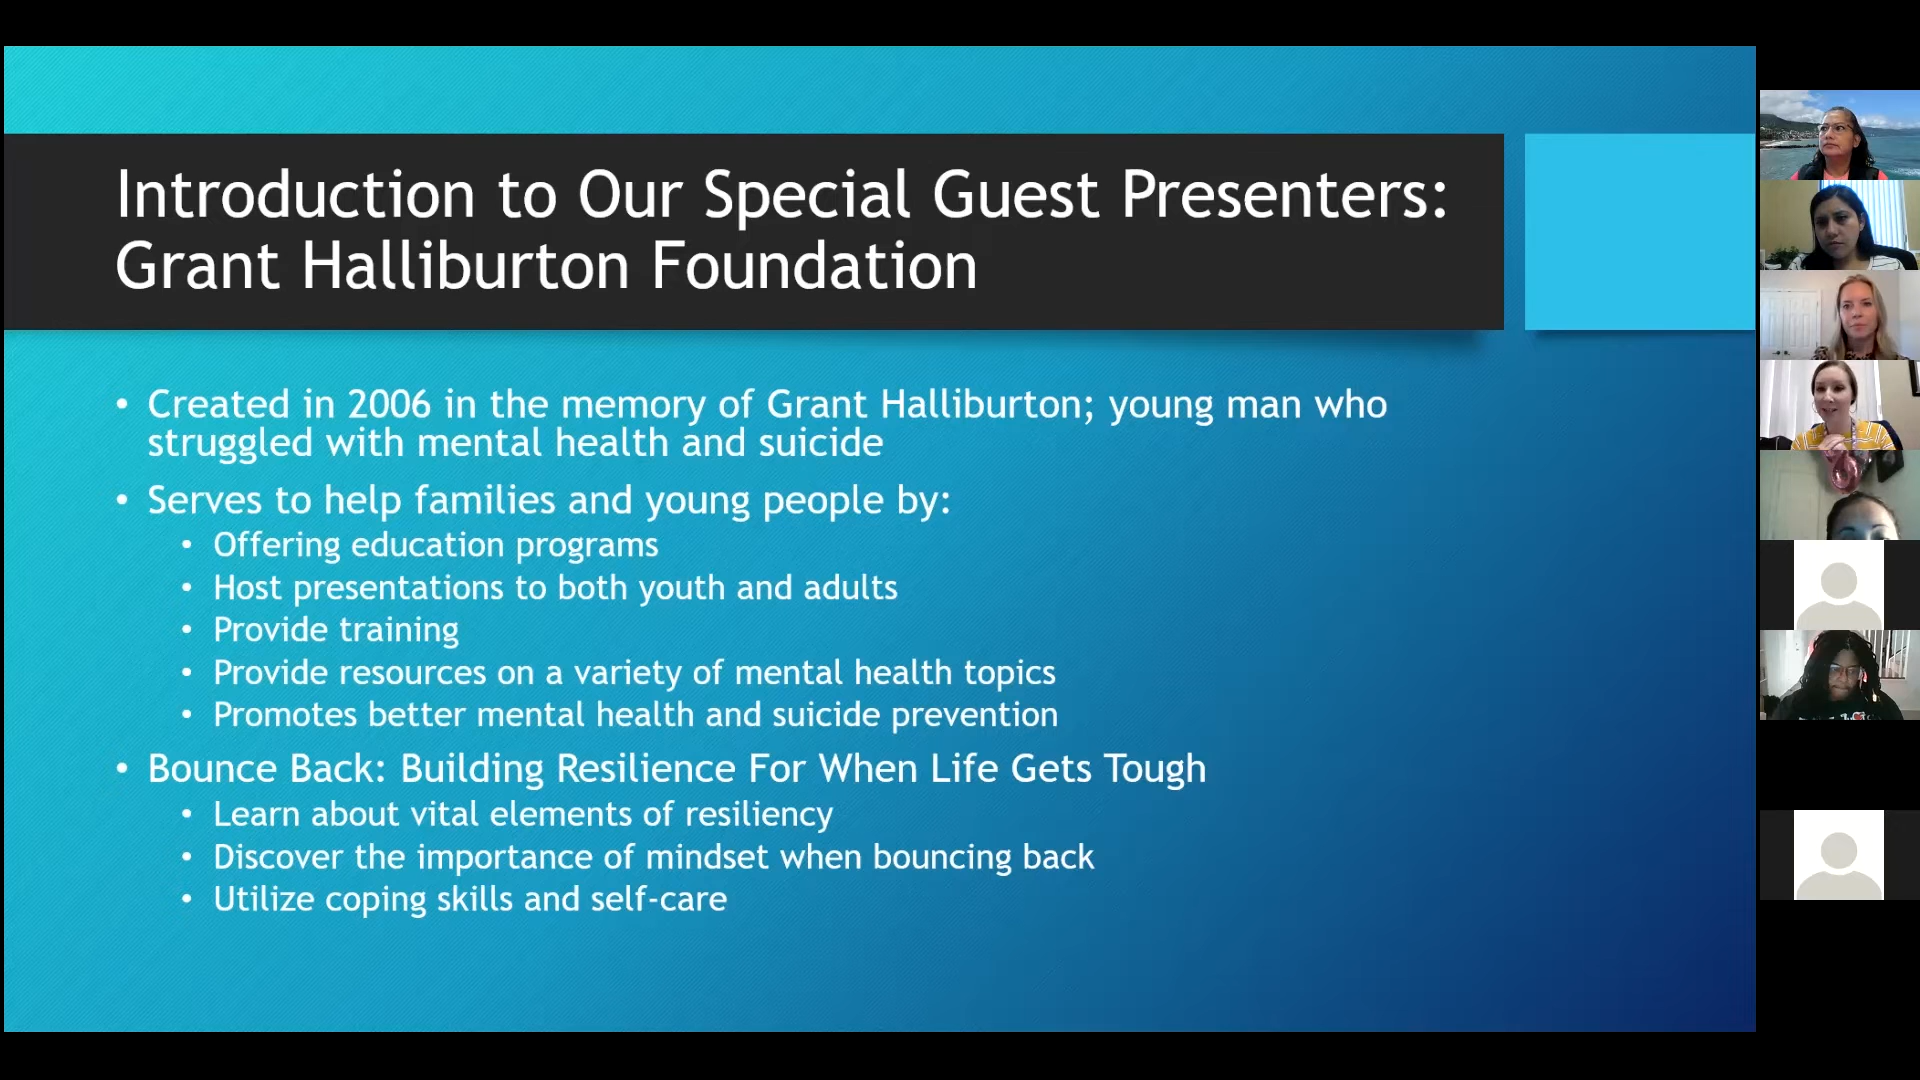 Introduction to Our Special Guest Presenters:
Grant Halliburton Foundation
• Created in 2006 in the memory of Grant Halliburton; young man who
struggled with mental health and suicide
• Serves to help families and young people by:
• Offering education programs
• Host presentations to both youth and adults
• Provide training
• Provide resources on a variety of mental health topics
• Promotes better mental health and suicide prevention
• Bounce Back: Building Resilience For When Life Gets Tough
• Learn about vital elements of resiliency
• Discover the importance of mindset when bouncing back
• Utilize coping skills and self-care